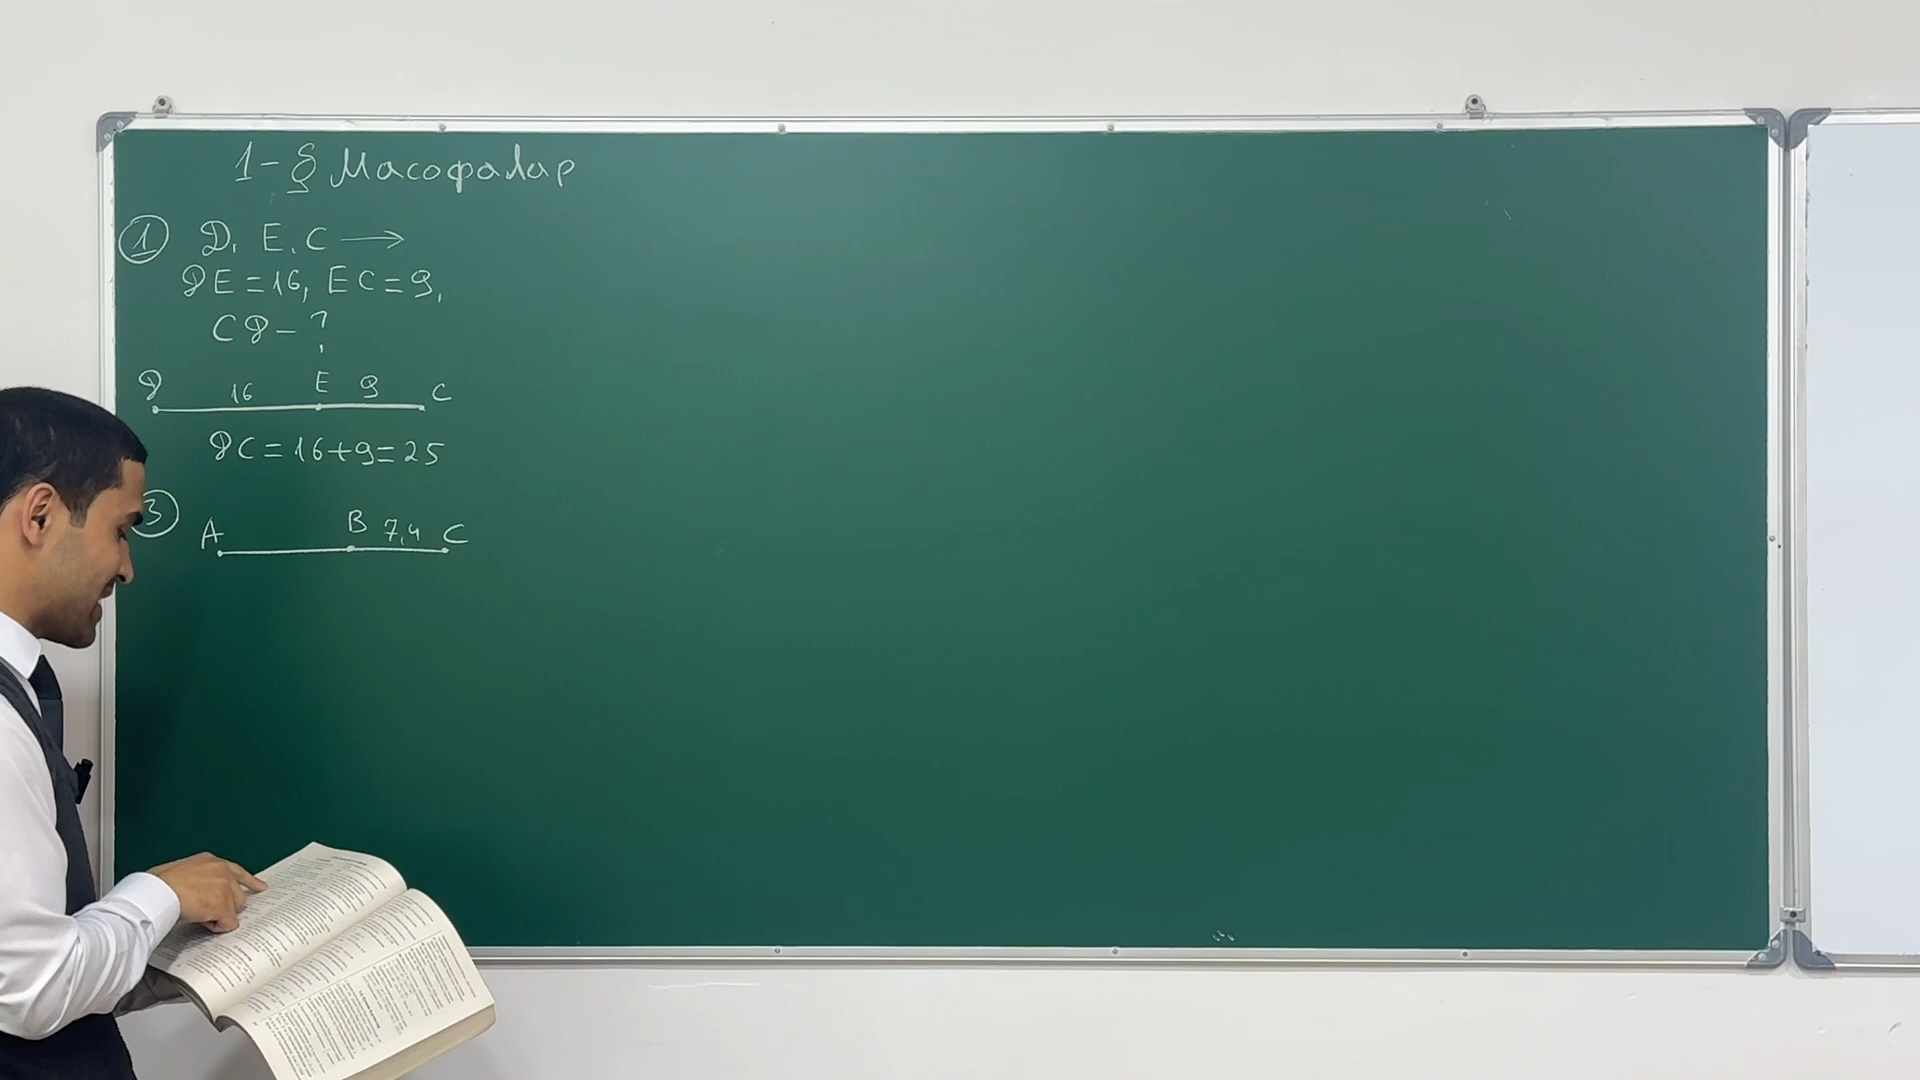 1-§ Масофалар
① D, E, C →
DE=16, EC=9,
CD-?
D 16 E 9 C
DC=16+9=25
③
A B 7,4 C